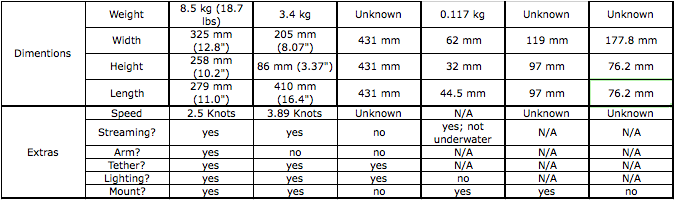 Dimentions
Weight 8.5 kg (18.7 lbs) 3.4 kg Unknown 0.117 kg Unknown Unknown
Width 325 mm (12.8") 205 mm (8.07") 431 mm 62 mm 119 mm 177.8 mm
Height 258 mm (10.2") 86 mm (3.37") 431 mm 32 mm 97 mm 76.2 mm
Length 279 mm (11.0") 410 mm (16.4") 431 mm 44.5 mm 97 mm 76.2 mm
Extras
Speed 2.5 Knots 3.89 Knots Unknown N/A Unknown Unknown
Streaming? yes yes no yes; not underwater N/A N/A
Arm? yes no no N/A N/A N/A
Tether? yes yes yes N/A N/A N/A
Lighting? yes yes yes no N/A N/A
Mount? yes yes no yes yes no